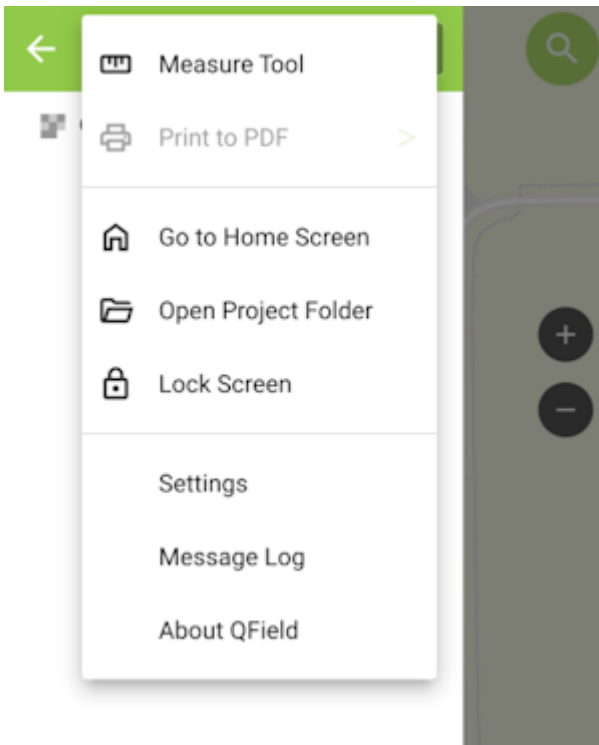 Measure Tool
Print to PDF >
Go to Home Screen
Open Project Folder
Lock Screen
Settings
Message Log
About QField